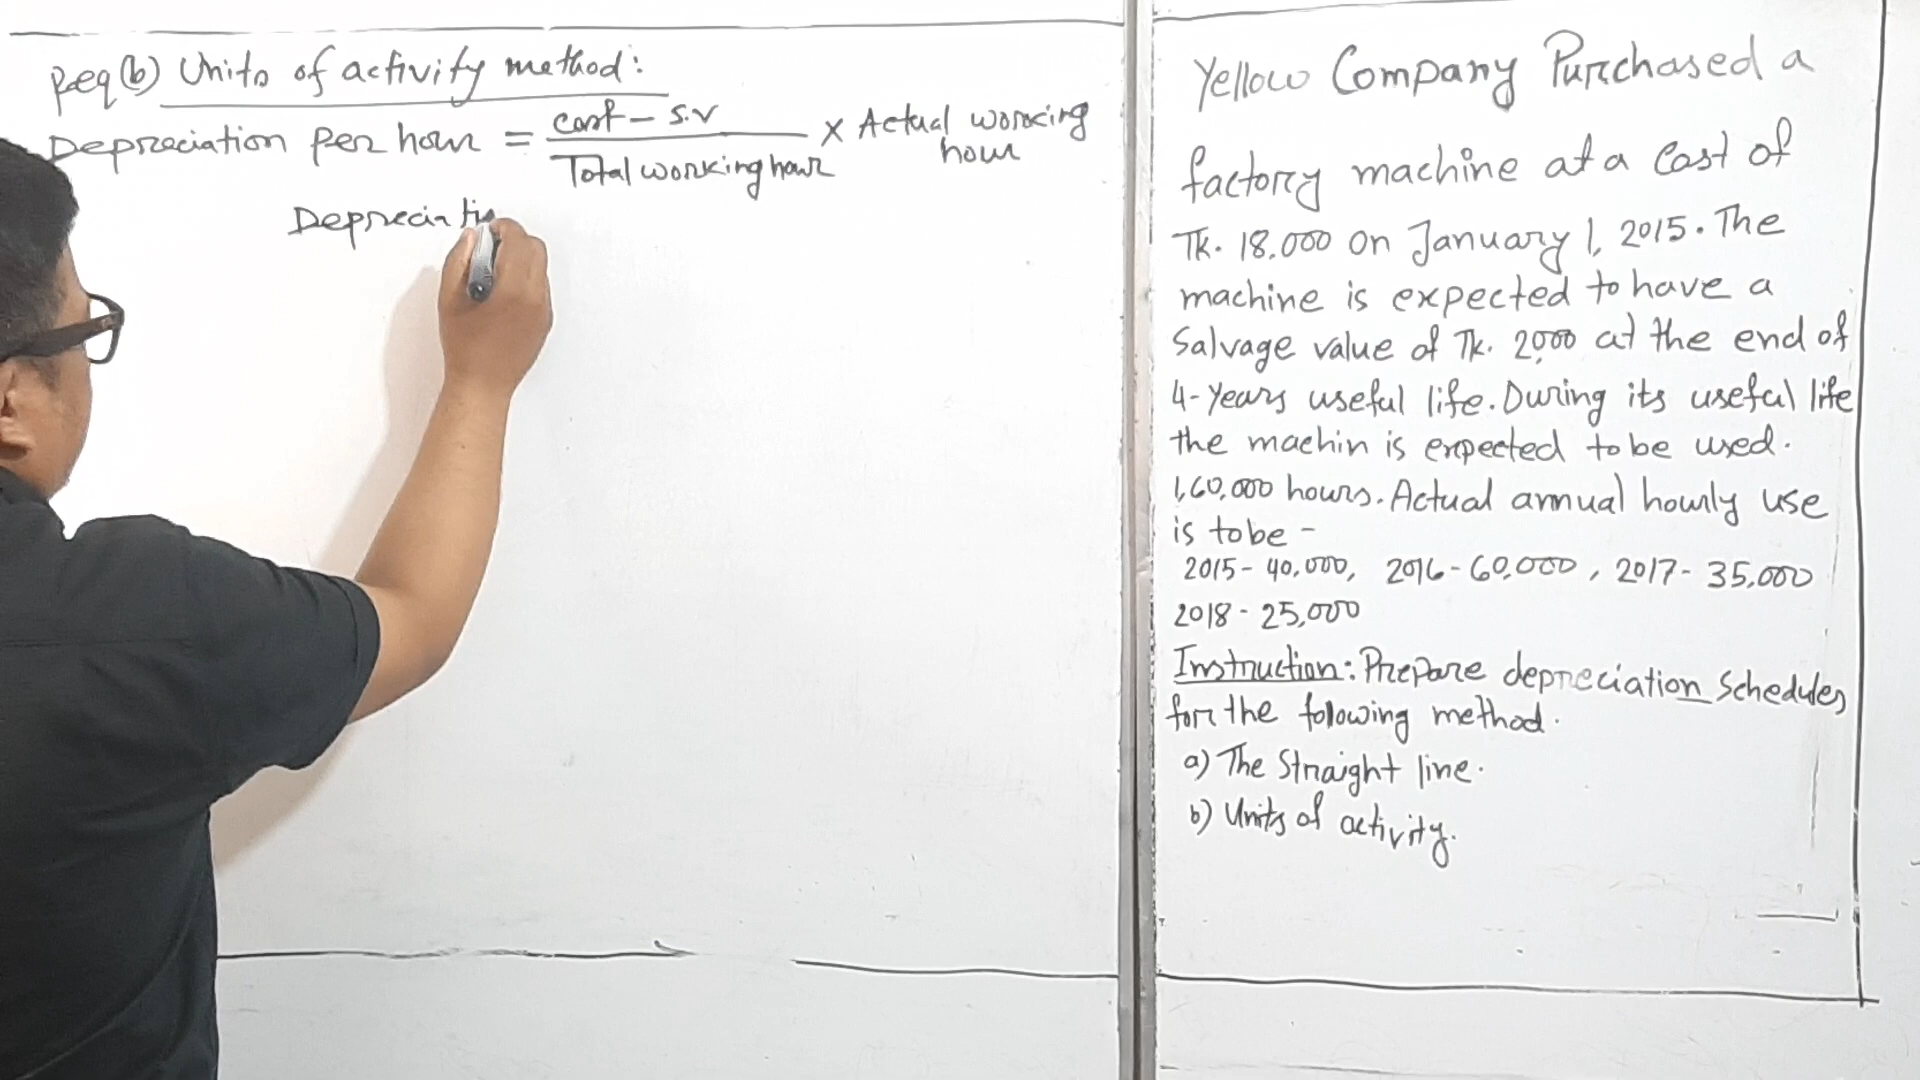 Req (b) Units of activity method:
Depreciation per hour = cost - s.v / Total working hour × Actual working hour
Depreciatio
Yellow Company Purchased a
factory machine at a Cost of
Tk. 18.000 on January 1, 2015. The
machine is expected to have a
Salvage value of Tk. 2,000 at the end of
4-Years useful life. During its useful life
the machin is expected to be used.
1,60,000 hours. Actual annual hourly use
is to be -
2015 - 40,000, 2016 - 60,000, 2017 - 35,000
2018 - 25,000
Instruction: Prepare depreciation Schedules
for the folowing method.
a) The Straight line.
b) Units of activity.